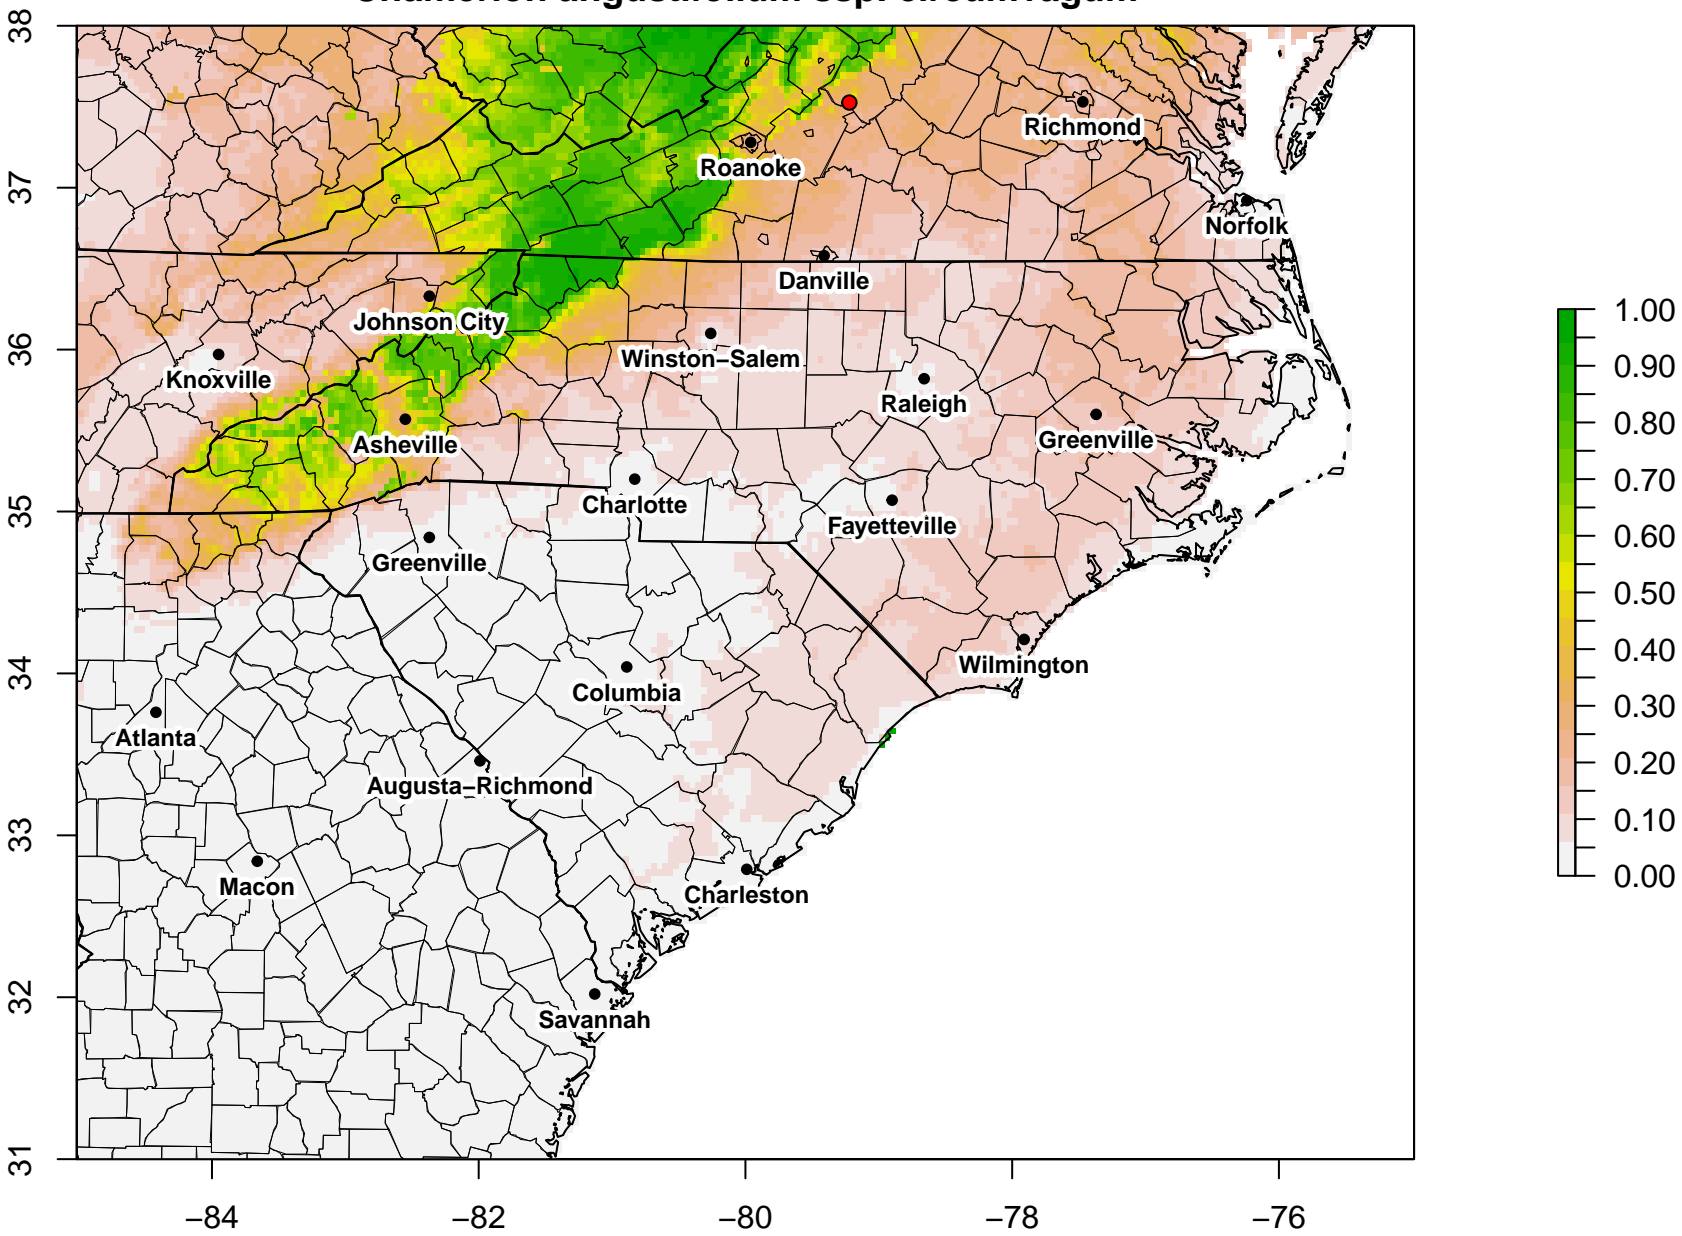 38
37
36
35
34
33
32
31
Richmond
Roanoke
Norfolk
Danville
Johnson City
Winston−Salem
Knoxville
Raleigh
Asheville
Greenville
Charlotte
Fayetteville
Greenville
Wilmington
Columbia
Atlanta
Augusta−Richmond
Macon
Charleston
Savannah
−84
−82
−80
−78
−76
1.00
0.90
0.80
0.70
0.60
0.50
0.40
0.30
0.20
0.10
0.00